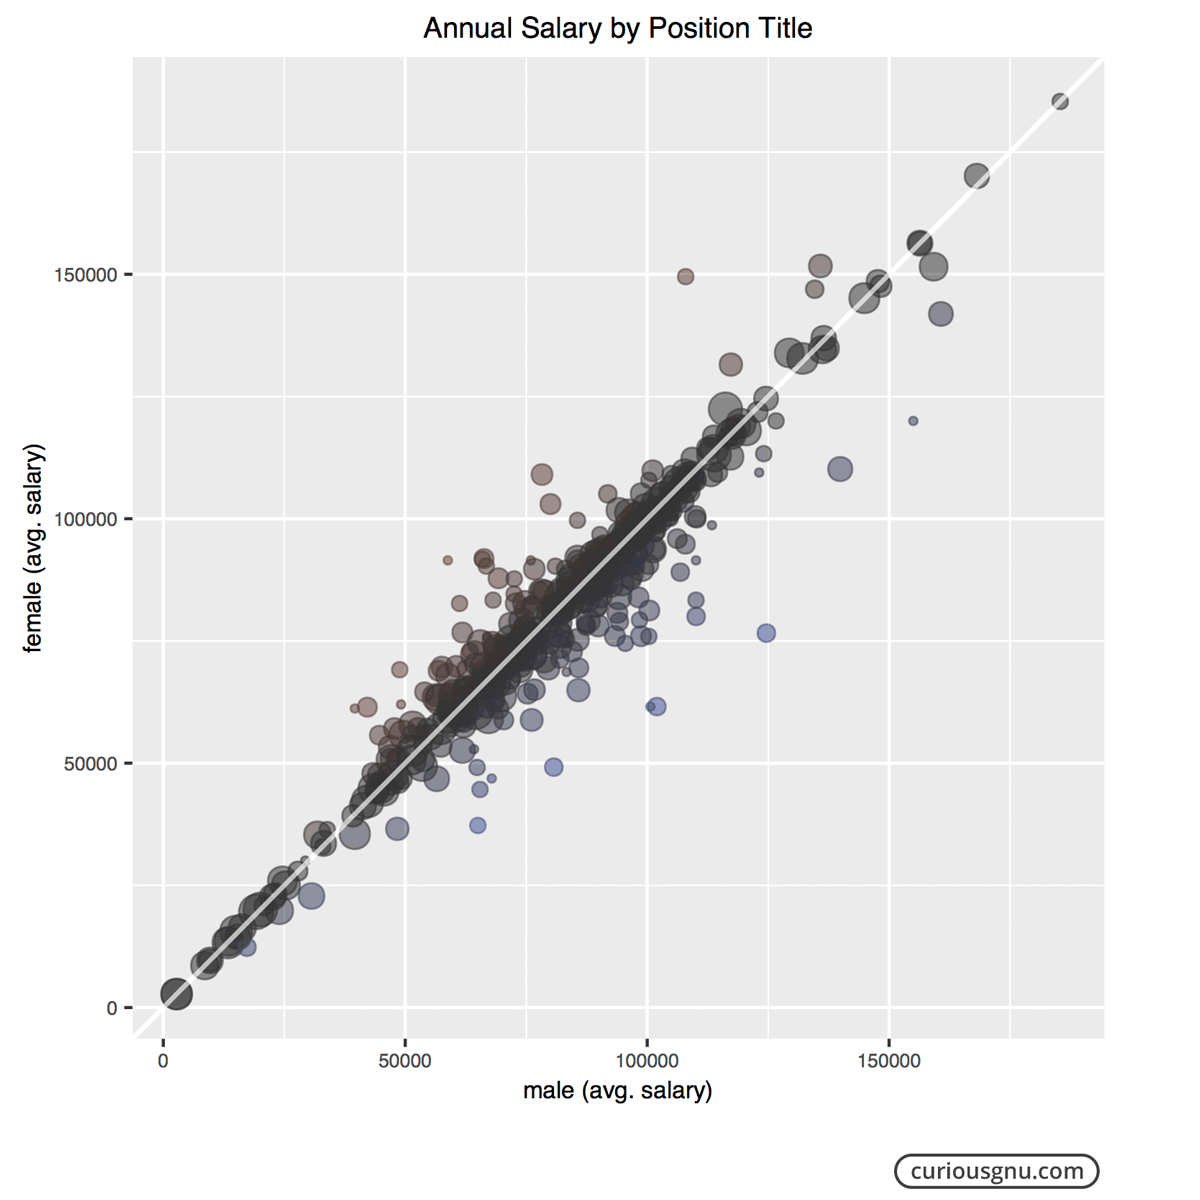 Annual Salary by Position Title
female (avg. salary)
150000
100000
50000
0
0 50000 100000 150000
male (avg. salary)
curiousgnu.com